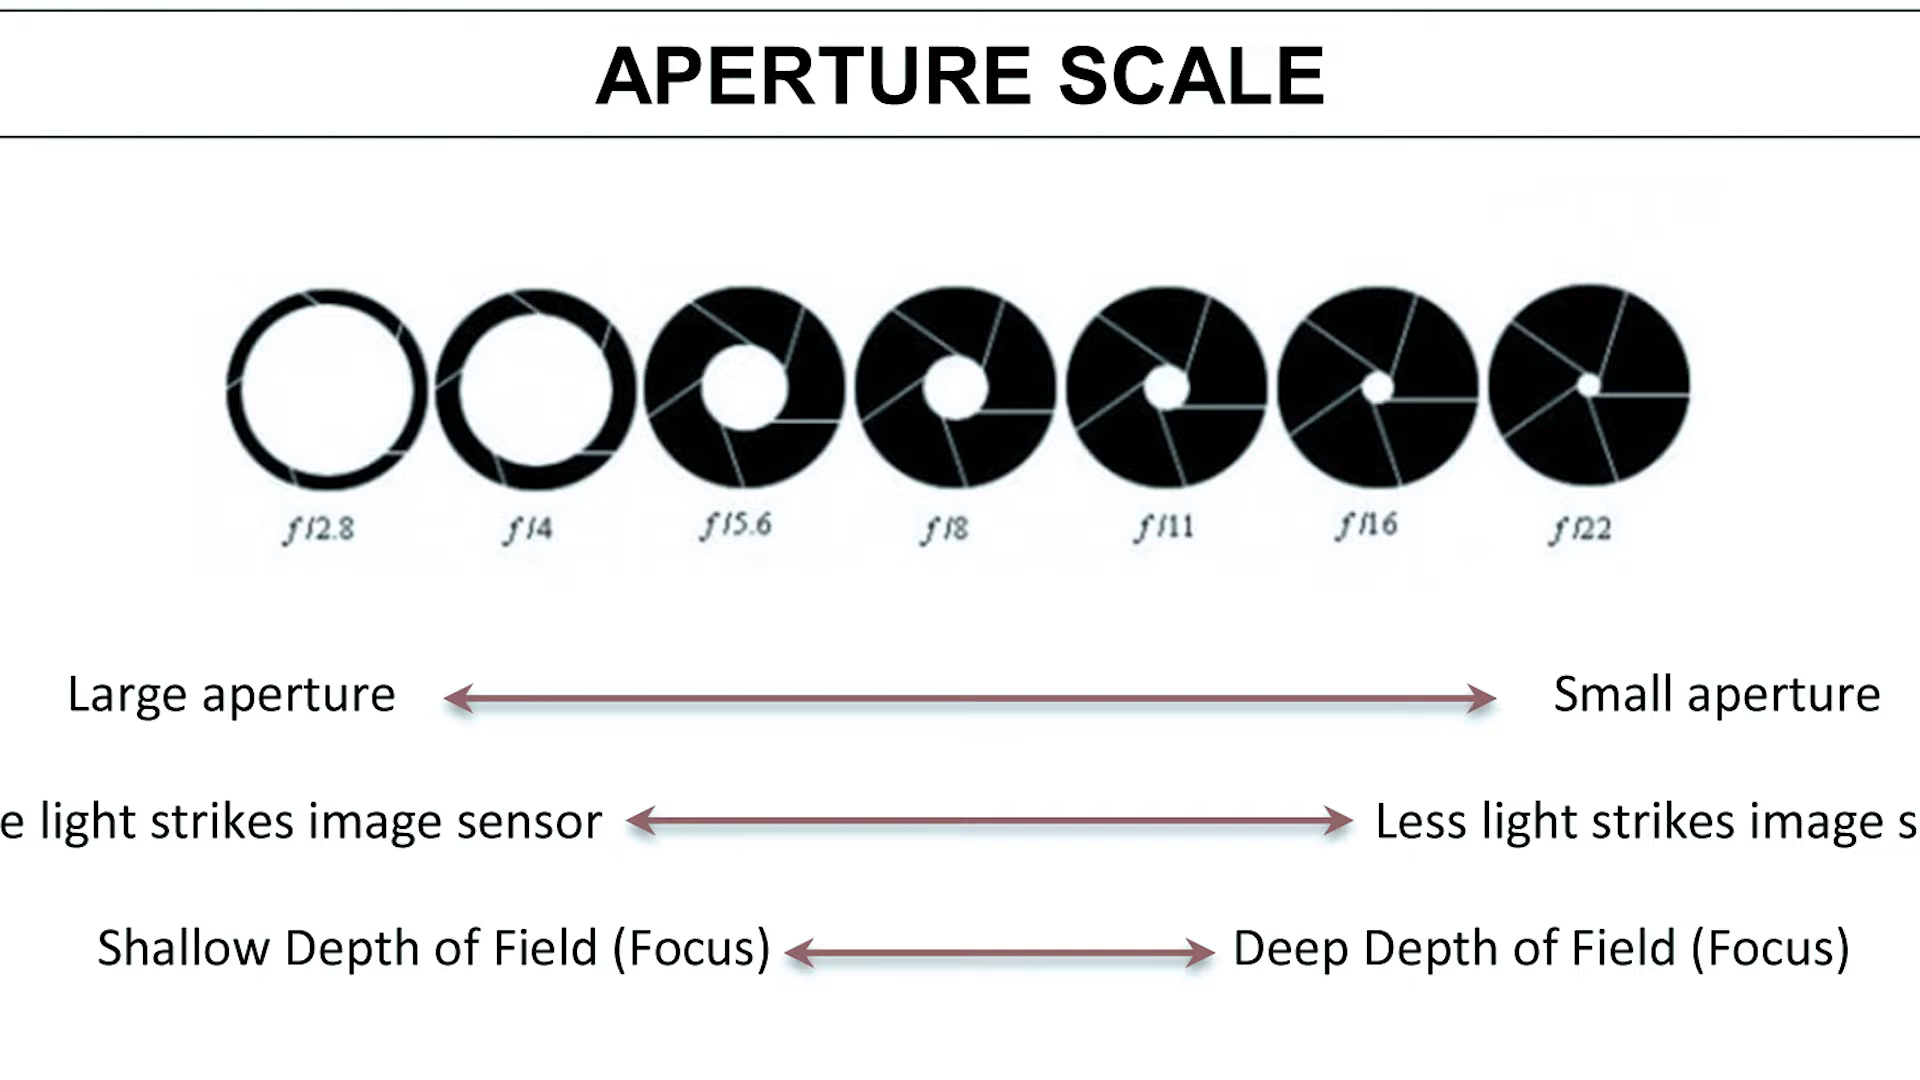 APERTURE SCALE
f/2.8 f/4 f/5.6 f/8 f/11 f/16 f/22
Large aperture Small aperture
e light strikes image sensor Less light strikes image s
Shallow Depth of Field (Focus) Deep Depth of Field (Focus)